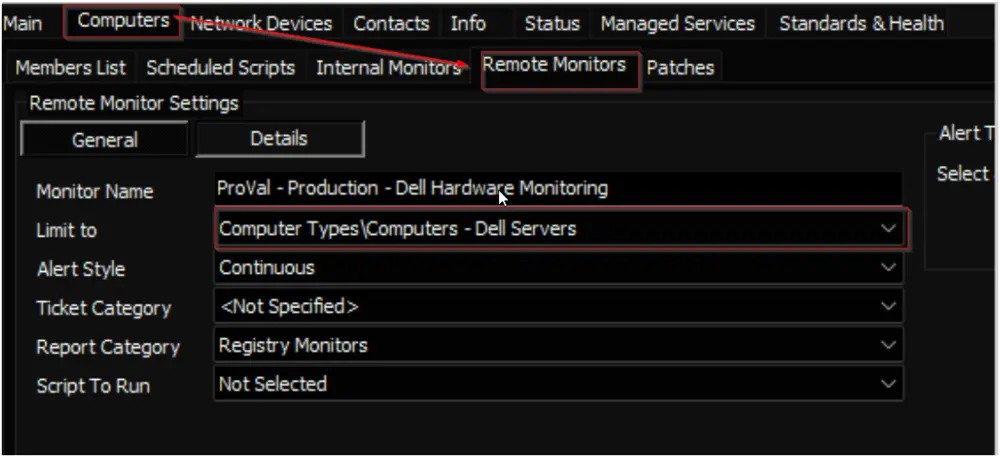 Main Computers Network Devices Contacts Info Status Managed Services Standards & Health
Members List Scheduled Scripts Internal Monitors Remote Monitors Patches
Remote Monitor Settings
General Details
Alert T
Monitor Name ProVal - Production - Dell Hardware Monitoring
Select
Limit to Computer Types\Computers - Dell Servers
Alert Style Continuous
Ticket Category <Not Specified>
Report Category Registry Monitors
Script To Run Not Selected